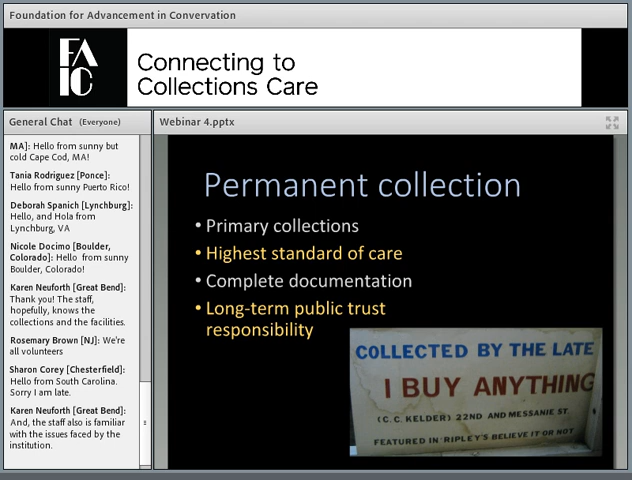 Foundation for Advancement in Convervation
FA
IC
Connecting to
Collections Care
General Chat (Everyone)
MA]: Hello from sunny but
cold Cape Cod, MA!
Tania Rodriguez [Ponce]:
Hello from sunny Puerto Rico!
Deborah Spanich [Lynchburg]:
Hello, and Hola from
Lynchburg, VA
Nicole Docimo [Boulder,
Colorado]: Hello from sunny
Boulder, Colorado!
Karen Neuforth [Great Bend]:
Thank you! The staff,
hopefully, knows the
collections and the facilities.
Rosemary Brown [NJ]: We're
all volunteers
Sharon Corey [Chesterfield]:
Hello from South Carolina.
Sorry I am late.
Karen Neuforth [Great Bend]:
And, the staff also is familiar
with the issues faced by the
institution.
Webinar 4.pptx
Permanent collection
• Primary collections
• Highest standard of care
• Complete documentation
• Long-term public trust
responsibility
COLLECTED BY THE LATE
I BUY ANYTHING
(C.C. KELDER) 22ND AND MESSANIE ST.
FEATURED IN RIPLEY'S BELIEVE IT OR NOT